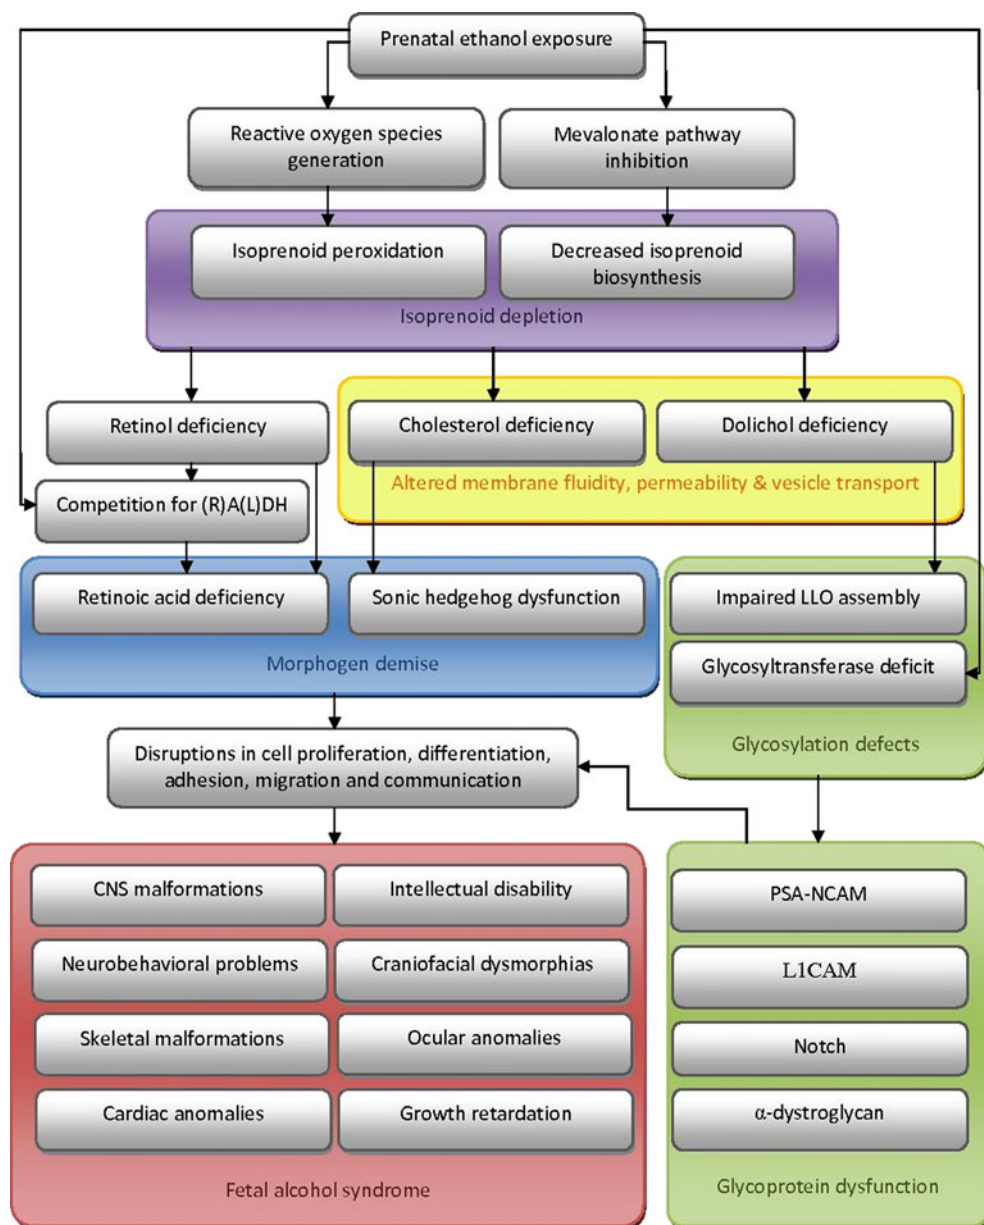 Prenatal ethanol exposure
Reactive oxygen species
generation
Mevalonate pathway
inhibition
Isoprenoid peroxidation
Decreased isoprenoid
biosynthesis
Isoprenoid depletion
Retinol deficiency
Cholesterol deficiency
Dolichol deficiency
Altered membrane fluidity, permeability & vesicle transport
Competition for (R)A(L)DH
Retinoic acid deficiency
Sonic hedgehog dysfunction
Morphogen demise
Impaired LLO assembly
Glycosyltransferase deficit
Glycosylation defects
Disruptions in cell proliferation, differentiation,
adhesion, migration and communication
CNS malformations
Intellectual disability
Neurobehavioral problems
Craniofacial dysmorphias
Skeletal malformations
Ocular anomalies
Cardiac anomalies
Growth retardation
Fetal alcohol syndrome
PSA-NCAM
L1CAM
Notch
α-dystroglycan
Glycoprotein dysfunction